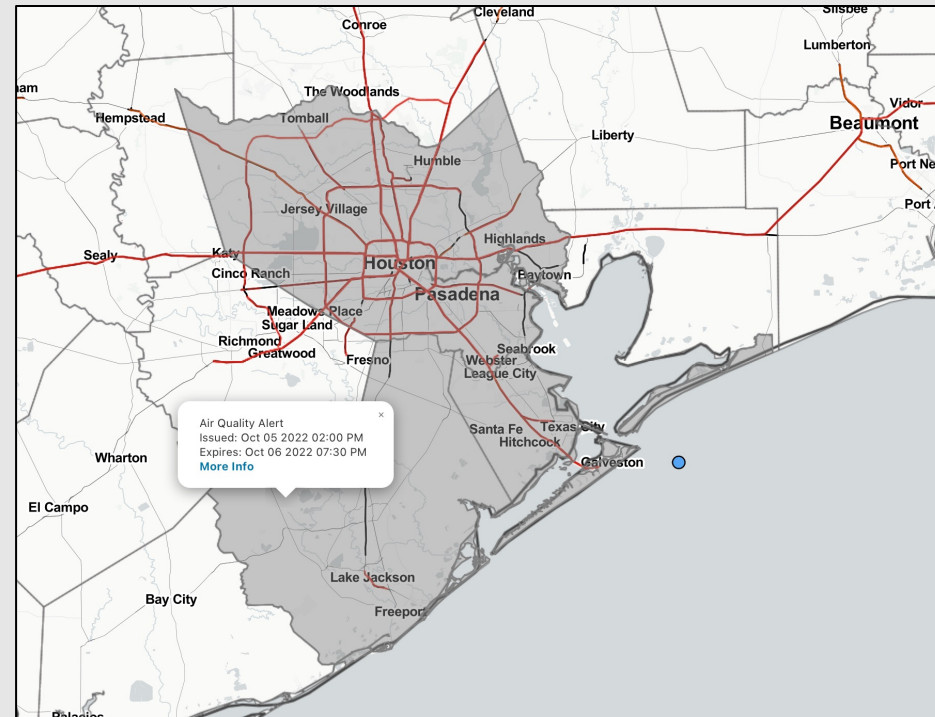 Cleveland
Silsbee
Conroe
Lumberton
The Woodlands
Vidor
Hempstead
Tomball
Beaumont
Liberty
Humble
Port Ne
Port
Jersey Village
Highlands
Sealy
Katy
Houston
Cinco Ranch
Baytown
Pasadena
Meadows Place
Sugar Land
Richmond
Seabrook
Greatwood
Fresno
Webster
League City
×
Air Quality Alert
Issued: Oct 05 2022 02:00 PM
Expires: Oct 06 2022 07:30 PM
More Info
Santa Fe
Texas City
Hitchcock
Wharton
Galveston
El Campo
Lake Jackson
Bay City
Freeport
Palacios